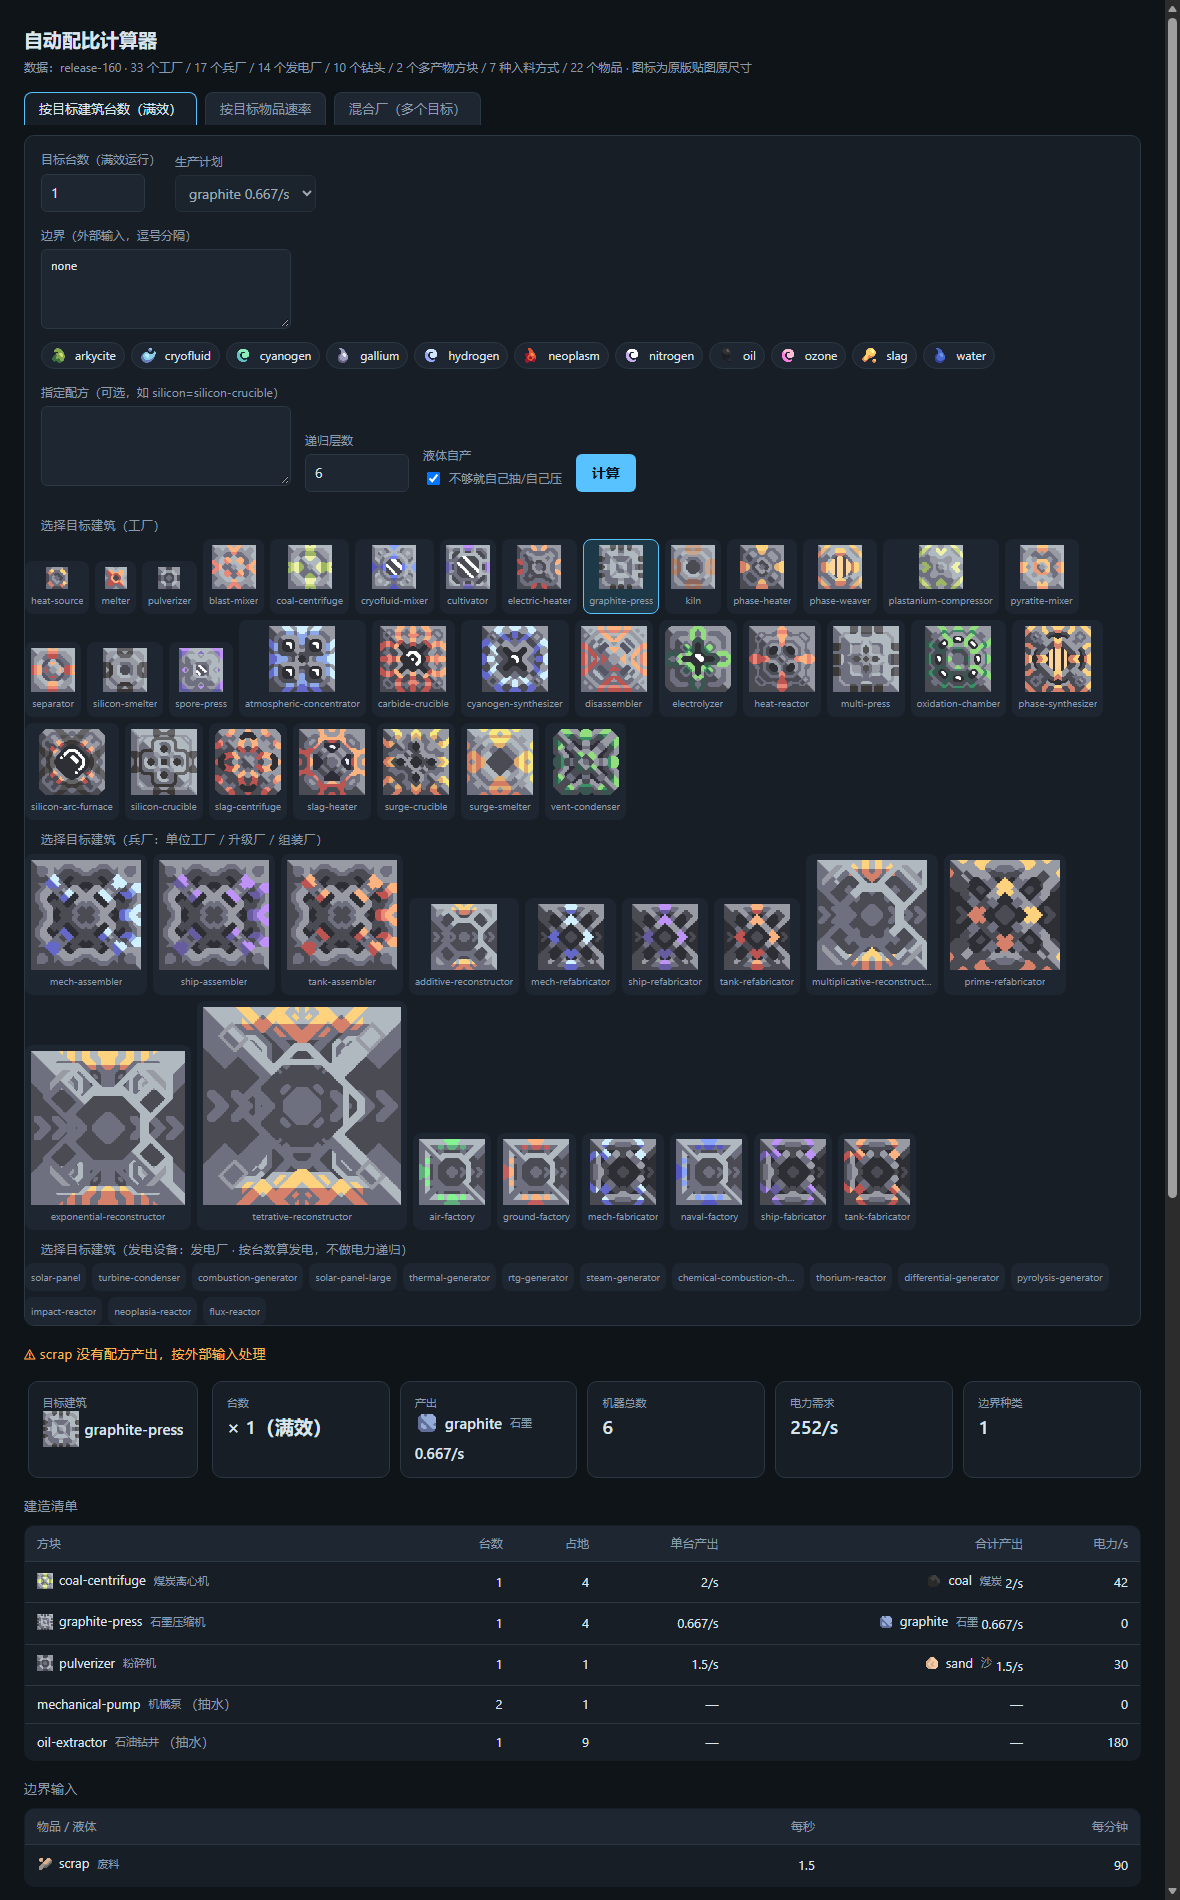 自动配比计算器
数据：release-160 · 33 个工厂 / 17 个兵厂 / 14 个发电厂 / 10 个钻头 / 2 个多产物方块 / 7 种入料方式 / 22 个物品 · 图标为原版贴图原尺寸
按目标建筑台数（满效） 按目标物品速率 混合厂（多个目标）
目标台数（满效运行） 生产计划
1 graphite 0.667/s
边界（外部输入，逗号分隔）
none
arkycite cryofluid cyanogen gallium hydrogen neoplasm nitrogen oil ozone slag water
指定配方（可选，如 silicon=silicon-crucible）
递归层数 液体自产
6 不够就自己抽/自己压 计算
选择目标建筑（工厂）
heat-source melter pulverizer blast-mixer coal-centrifuge cryofluid-mixer cultivator electric-heater graphite-press kiln phase-heater phase-weaver plastanium-compressor pyratite-mixer
separator silicon-smelter spore-press atmospheric-concentrator carbide-crucible cyanogen-synthesizer disassembler electrolyzer heat-reactor multi-press oxidation-chamber phase-synthesizer
silicon-arc-furnace silicon-crucible slag-centrifuge slag-heater surge-crucible surge-smelter vent-condenser
选择目标建筑（兵厂：单位工厂 / 升级厂 / 组装厂）
mech-assembler ship-assembler tank-assembler additive-reconstructor mech-refabricator ship-refabricator tank-refabricator multiplicative-reconstruct... prime-refabricator
exponential-reconstructor tetrative-reconstructor air-factory ground-factory mech-fabricator naval-factory ship-fabricator tank-fabricator
选择目标建筑（发电设备：发电厂 · 按台数算发电，不做电力递归）
solar-panel turbine-condenser combustion-generator solar-panel-large thermal-generator rtg-generator steam-generator chemical-combustion-ch... thorium-reactor differential-generator pyrolysis-generator
impact-reactor neoplasia-reactor flux-reactor
⚠ scrap 没有配方产出，按外部输入处理
目标建筑 台数 产出 机器总数 电力需求 边界种类
graphite-press × 1（满效） graphite 石墨 0.667/s 6 252/s 1
建造清单
方块 台数 占地 单台产出 合计产出 电力/s
coal-centrifuge 煤炭离心机 1 4 2/s coal 煤炭 2/s 42
graphite-press 石墨压缩机 1 4 0.667/s graphite 石墨 0.667/s 0
pulverizer 粉碎机 1 1 1.5/s sand 沙 1.5/s 30
mechanical-pump 机械泵 （抽水） 2 1 — — 0
oil-extractor 石油钻井 （抽水） 1 9 — — 180
边界输入
物品 / 液体 每秒 每分钟
scrap 废料 1.5 90